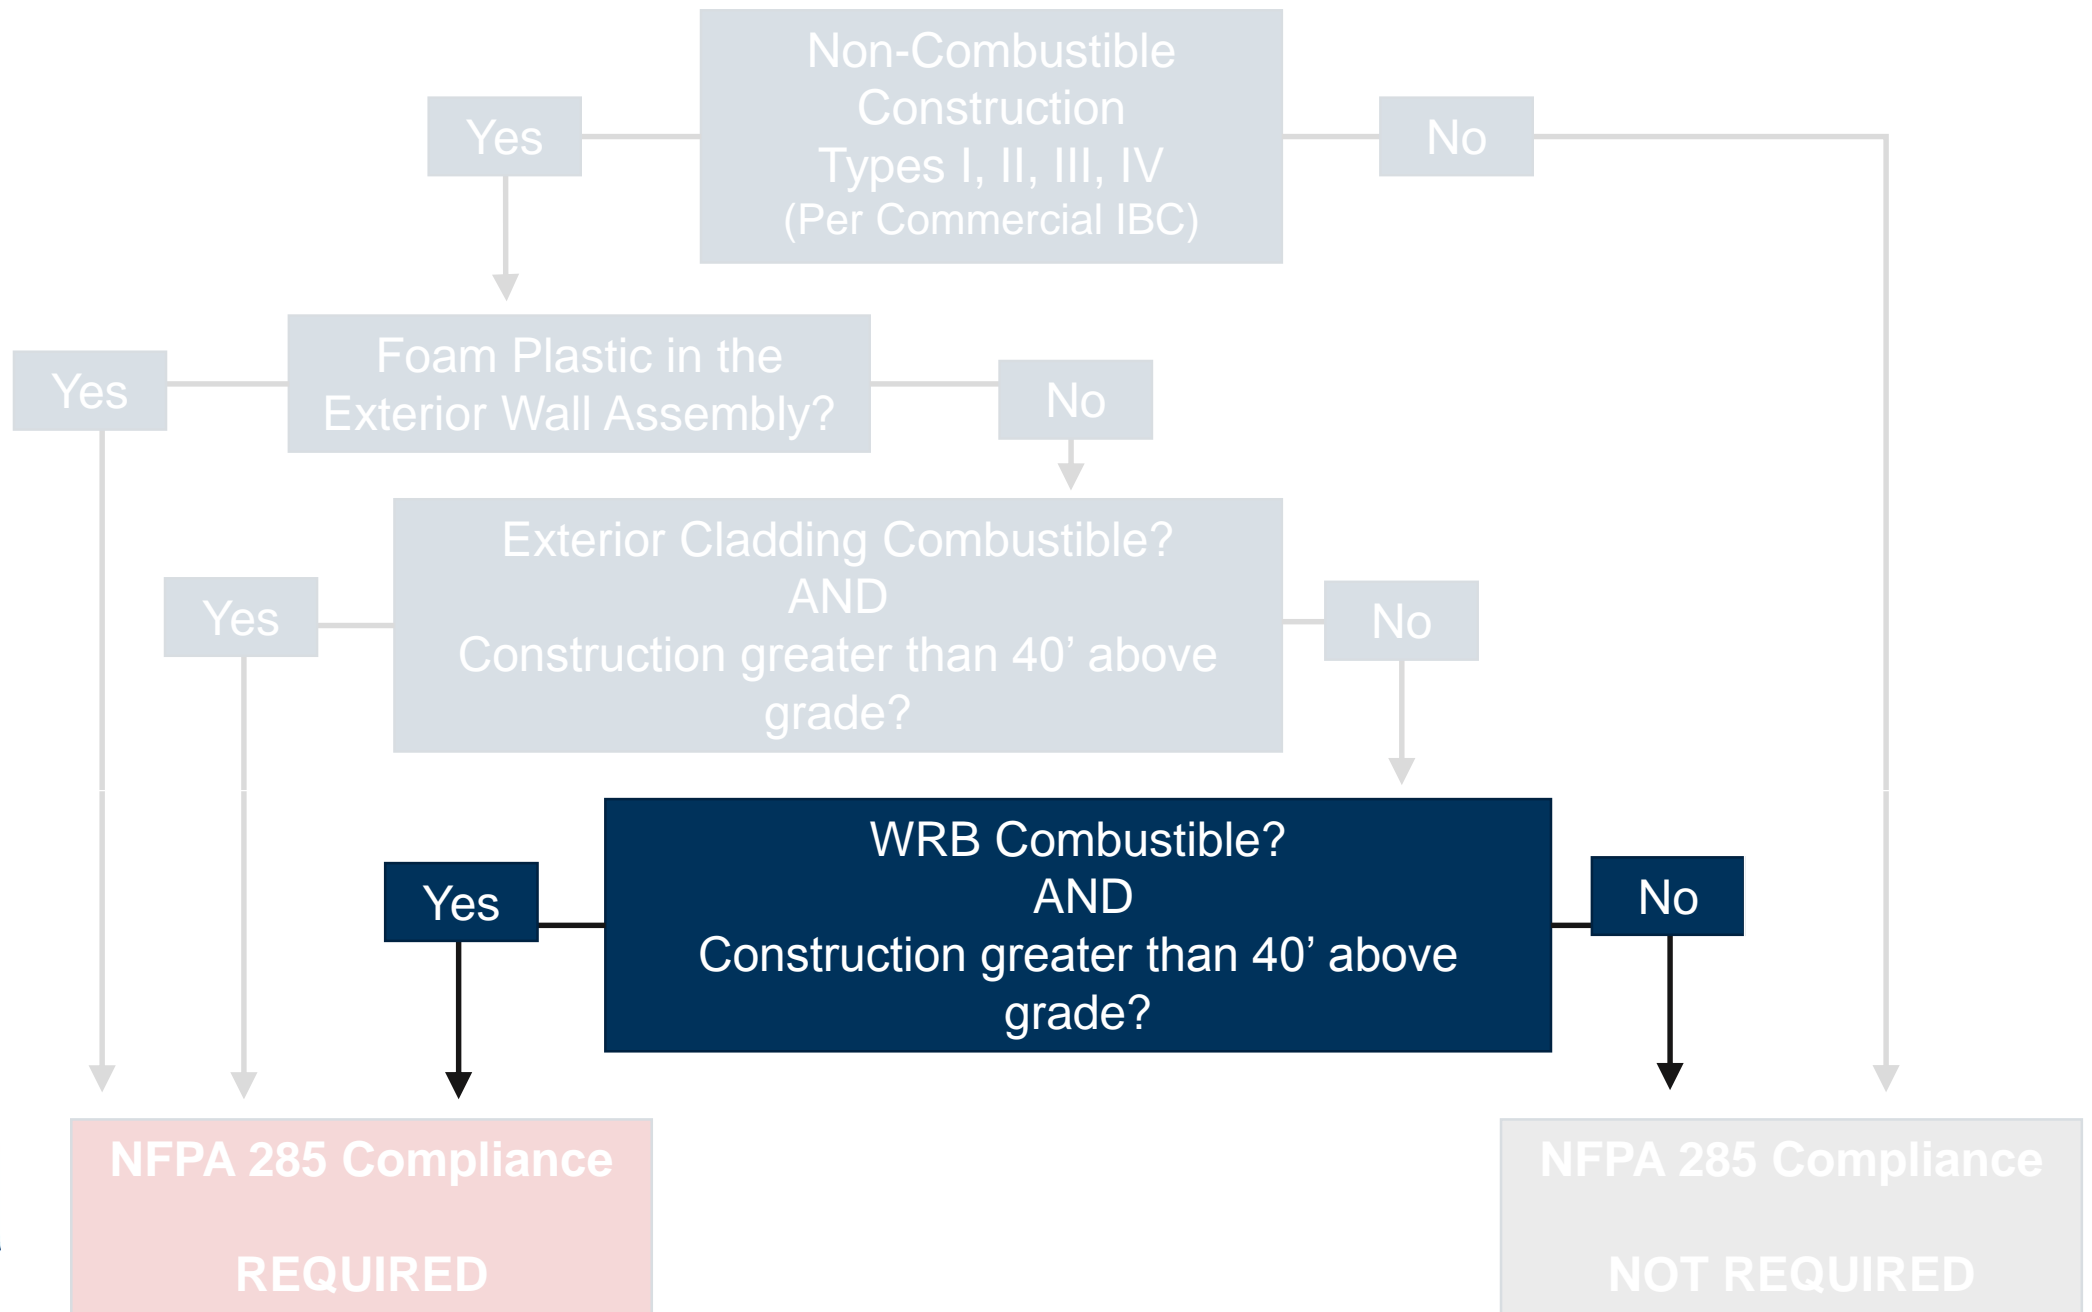 Non-Combustible
Construction
Types I, II, III, IV
(Per Commercial IBC)
Yes
No
Foam Plastic in the
Exterior Wall Assembly?
Yes
No
Exterior Cladding Combustible?
AND
Construction greater than 40’ above
grade?
Yes
No
WRB Combustible?
AND
Construction greater than 40’ above
grade?
Yes
No
NFPA 285 Compliance
REQUIRED
NFPA 285 Compliance
NOT REQUIRED